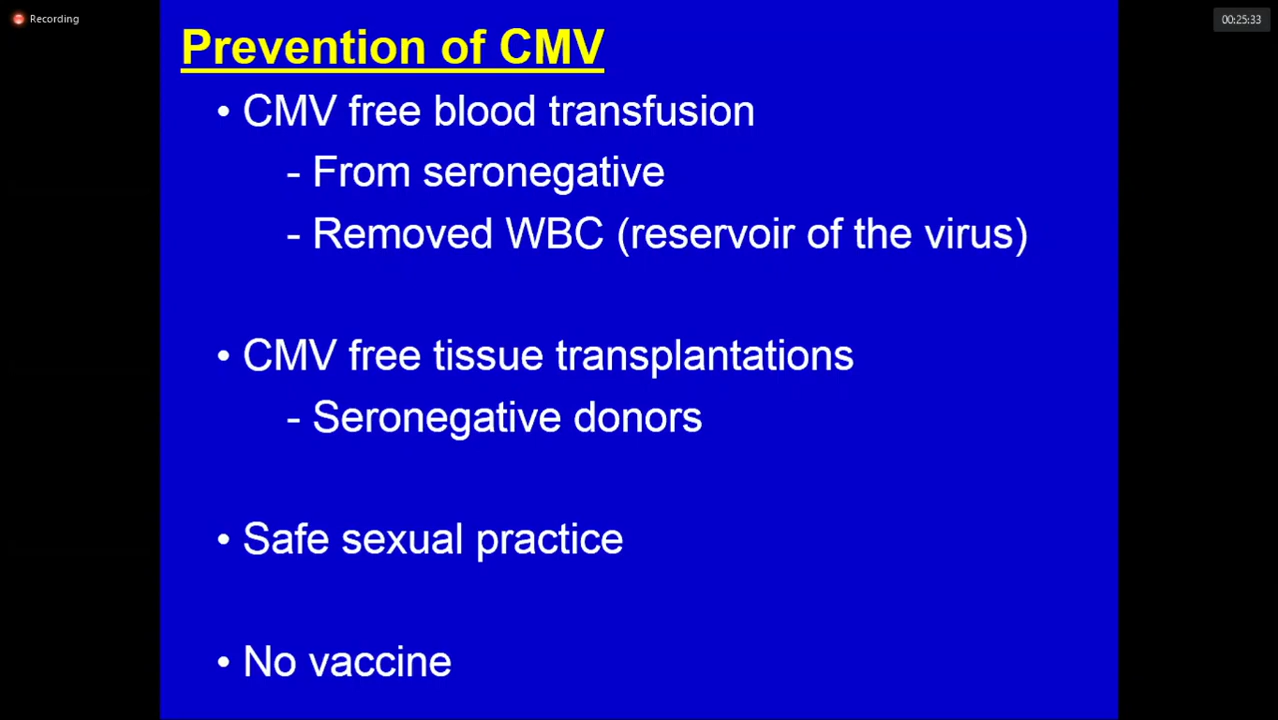 Recording
00:25:33
Prevention of CMV
• CMV free blood transfusion
- From seronegative
- Removed WBC (reservoir of the virus)
• CMV free tissue transplantations
- Seronegative donors
• Safe sexual practice
• No vaccine